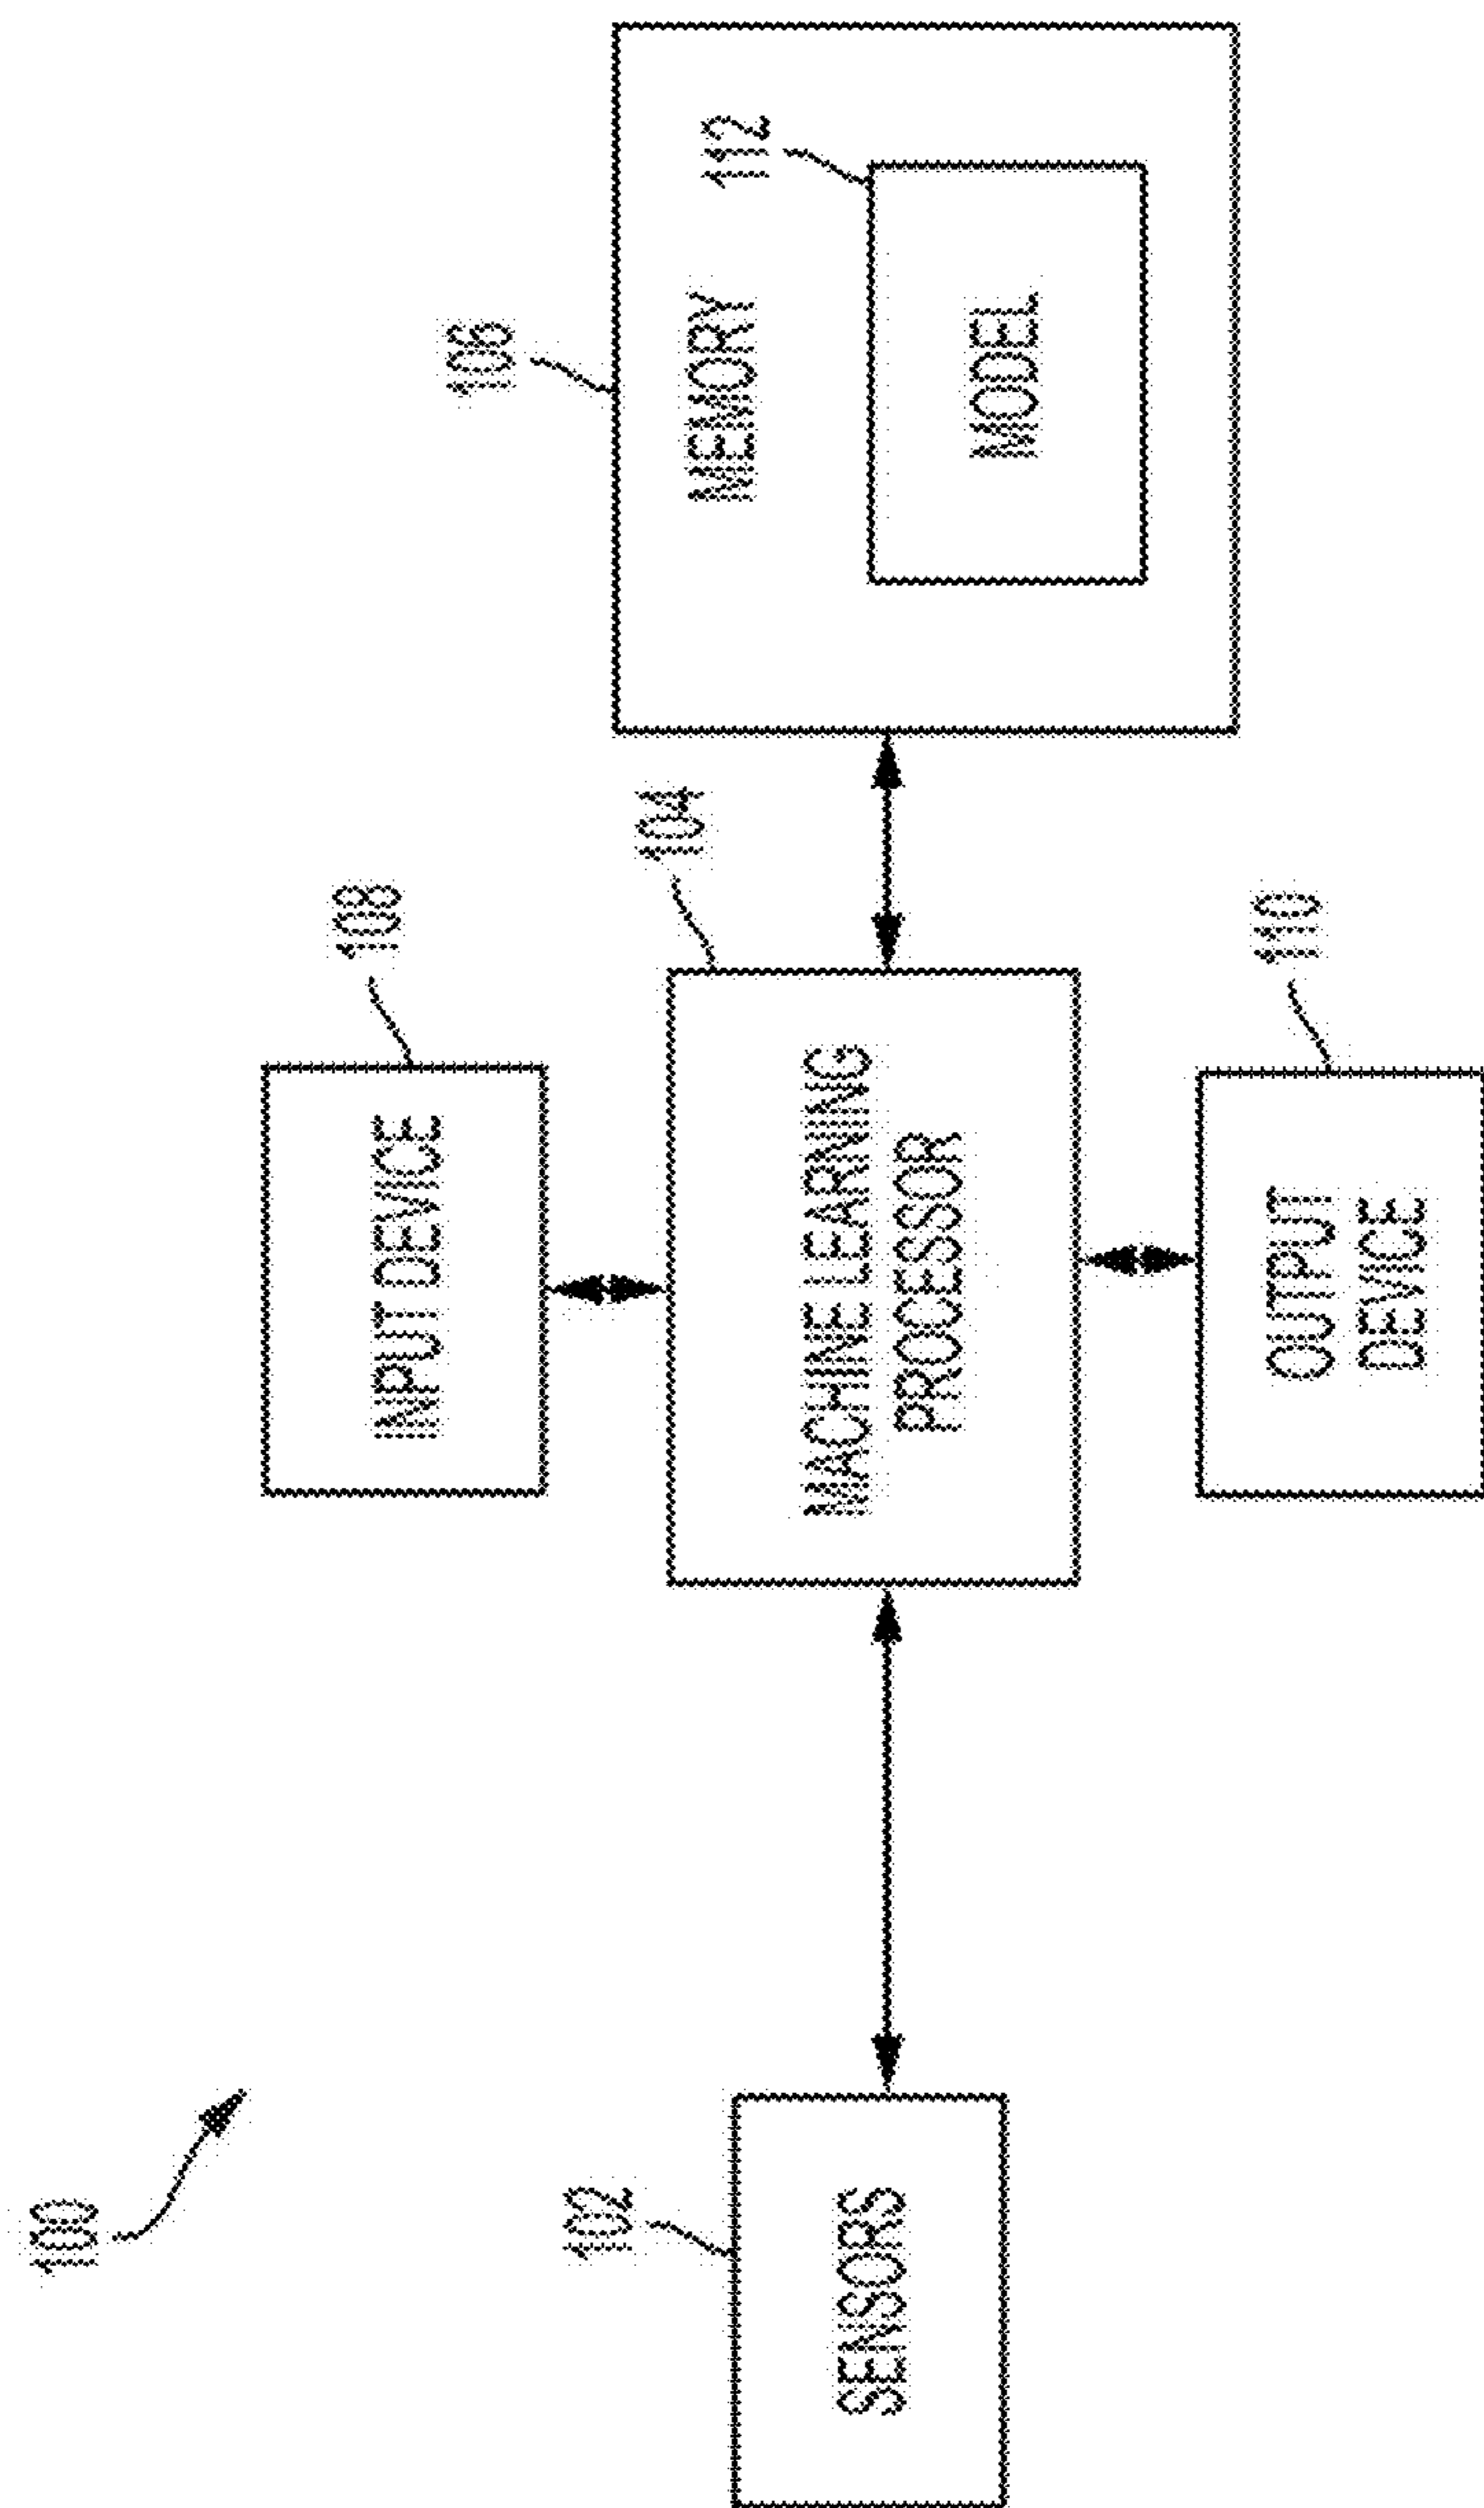 100
108
INPUT DEVICE
106
102
104
MEMORY
112
SENSORS
MACHINE LEARNING
PROCESSOR
MODEL
110
OUTPUT
DEVICE